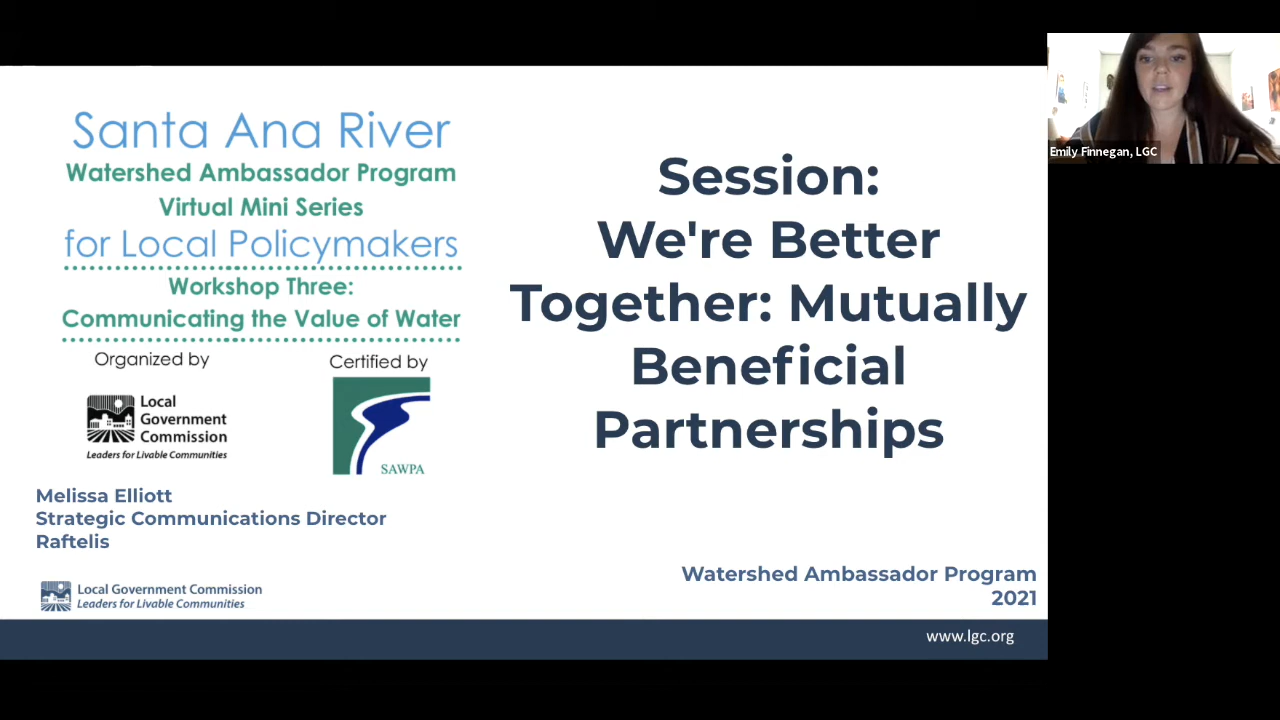 Santa Ana River
Watershed Ambassador Program
Virtual Mini Series
for Local Policymakers
Workshop Three:
Communicating the Value of Water
Organized by
Certified by
Local
Government
Commission
Leaders for Livable Communities
SAWPA
Melissa Elliott
Strategic Communications Director
Raftelis
Local Government Commission
Leaders for Livable Communities
Session:
We're Better
Together: Mutually
Beneficial
Partnerships
Watershed Ambassador Program
2021
www.lgc.org
Emily Finnegan, LGC